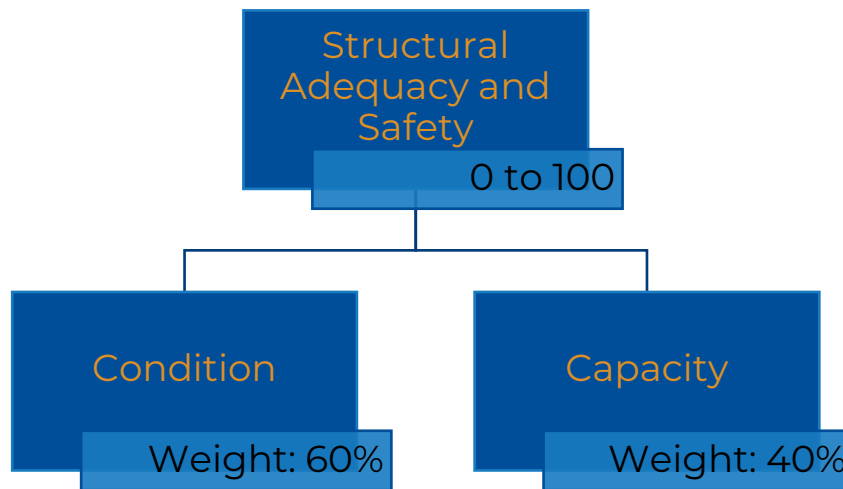 Structural
Adequacy and
Safety
0 to 100
Condition
Weight: 60%
Capacity
Weight: 40%